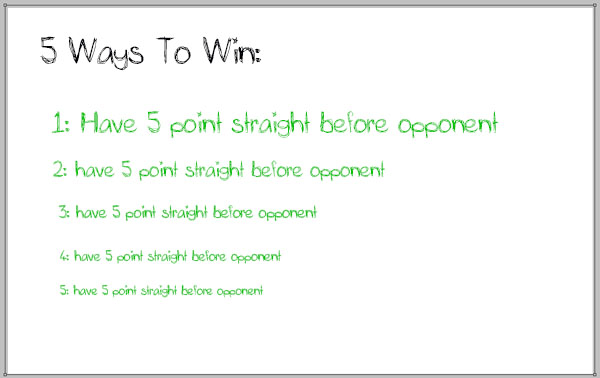 5 Ways To Win:
1: Have 5 point straight before opponent
2: have 5 point straight before opponent
3: have 5 point straight before opponent
4: have 5 point straight before opponent
5: have 5 point straight before opponent